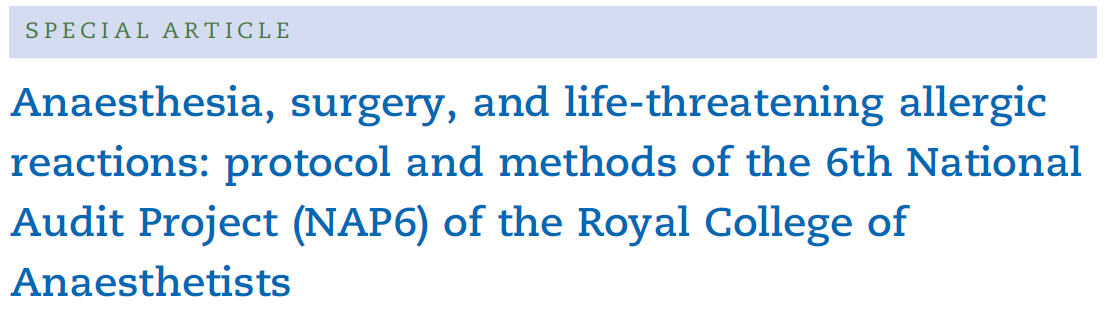 SPECIAL ARTICLE
Anaesthesia, surgery, and life-threatening allergic
reactions: protocol and methods of the 6th National
Audit Project (NAP6) of the Royal College of
Anaesthetists